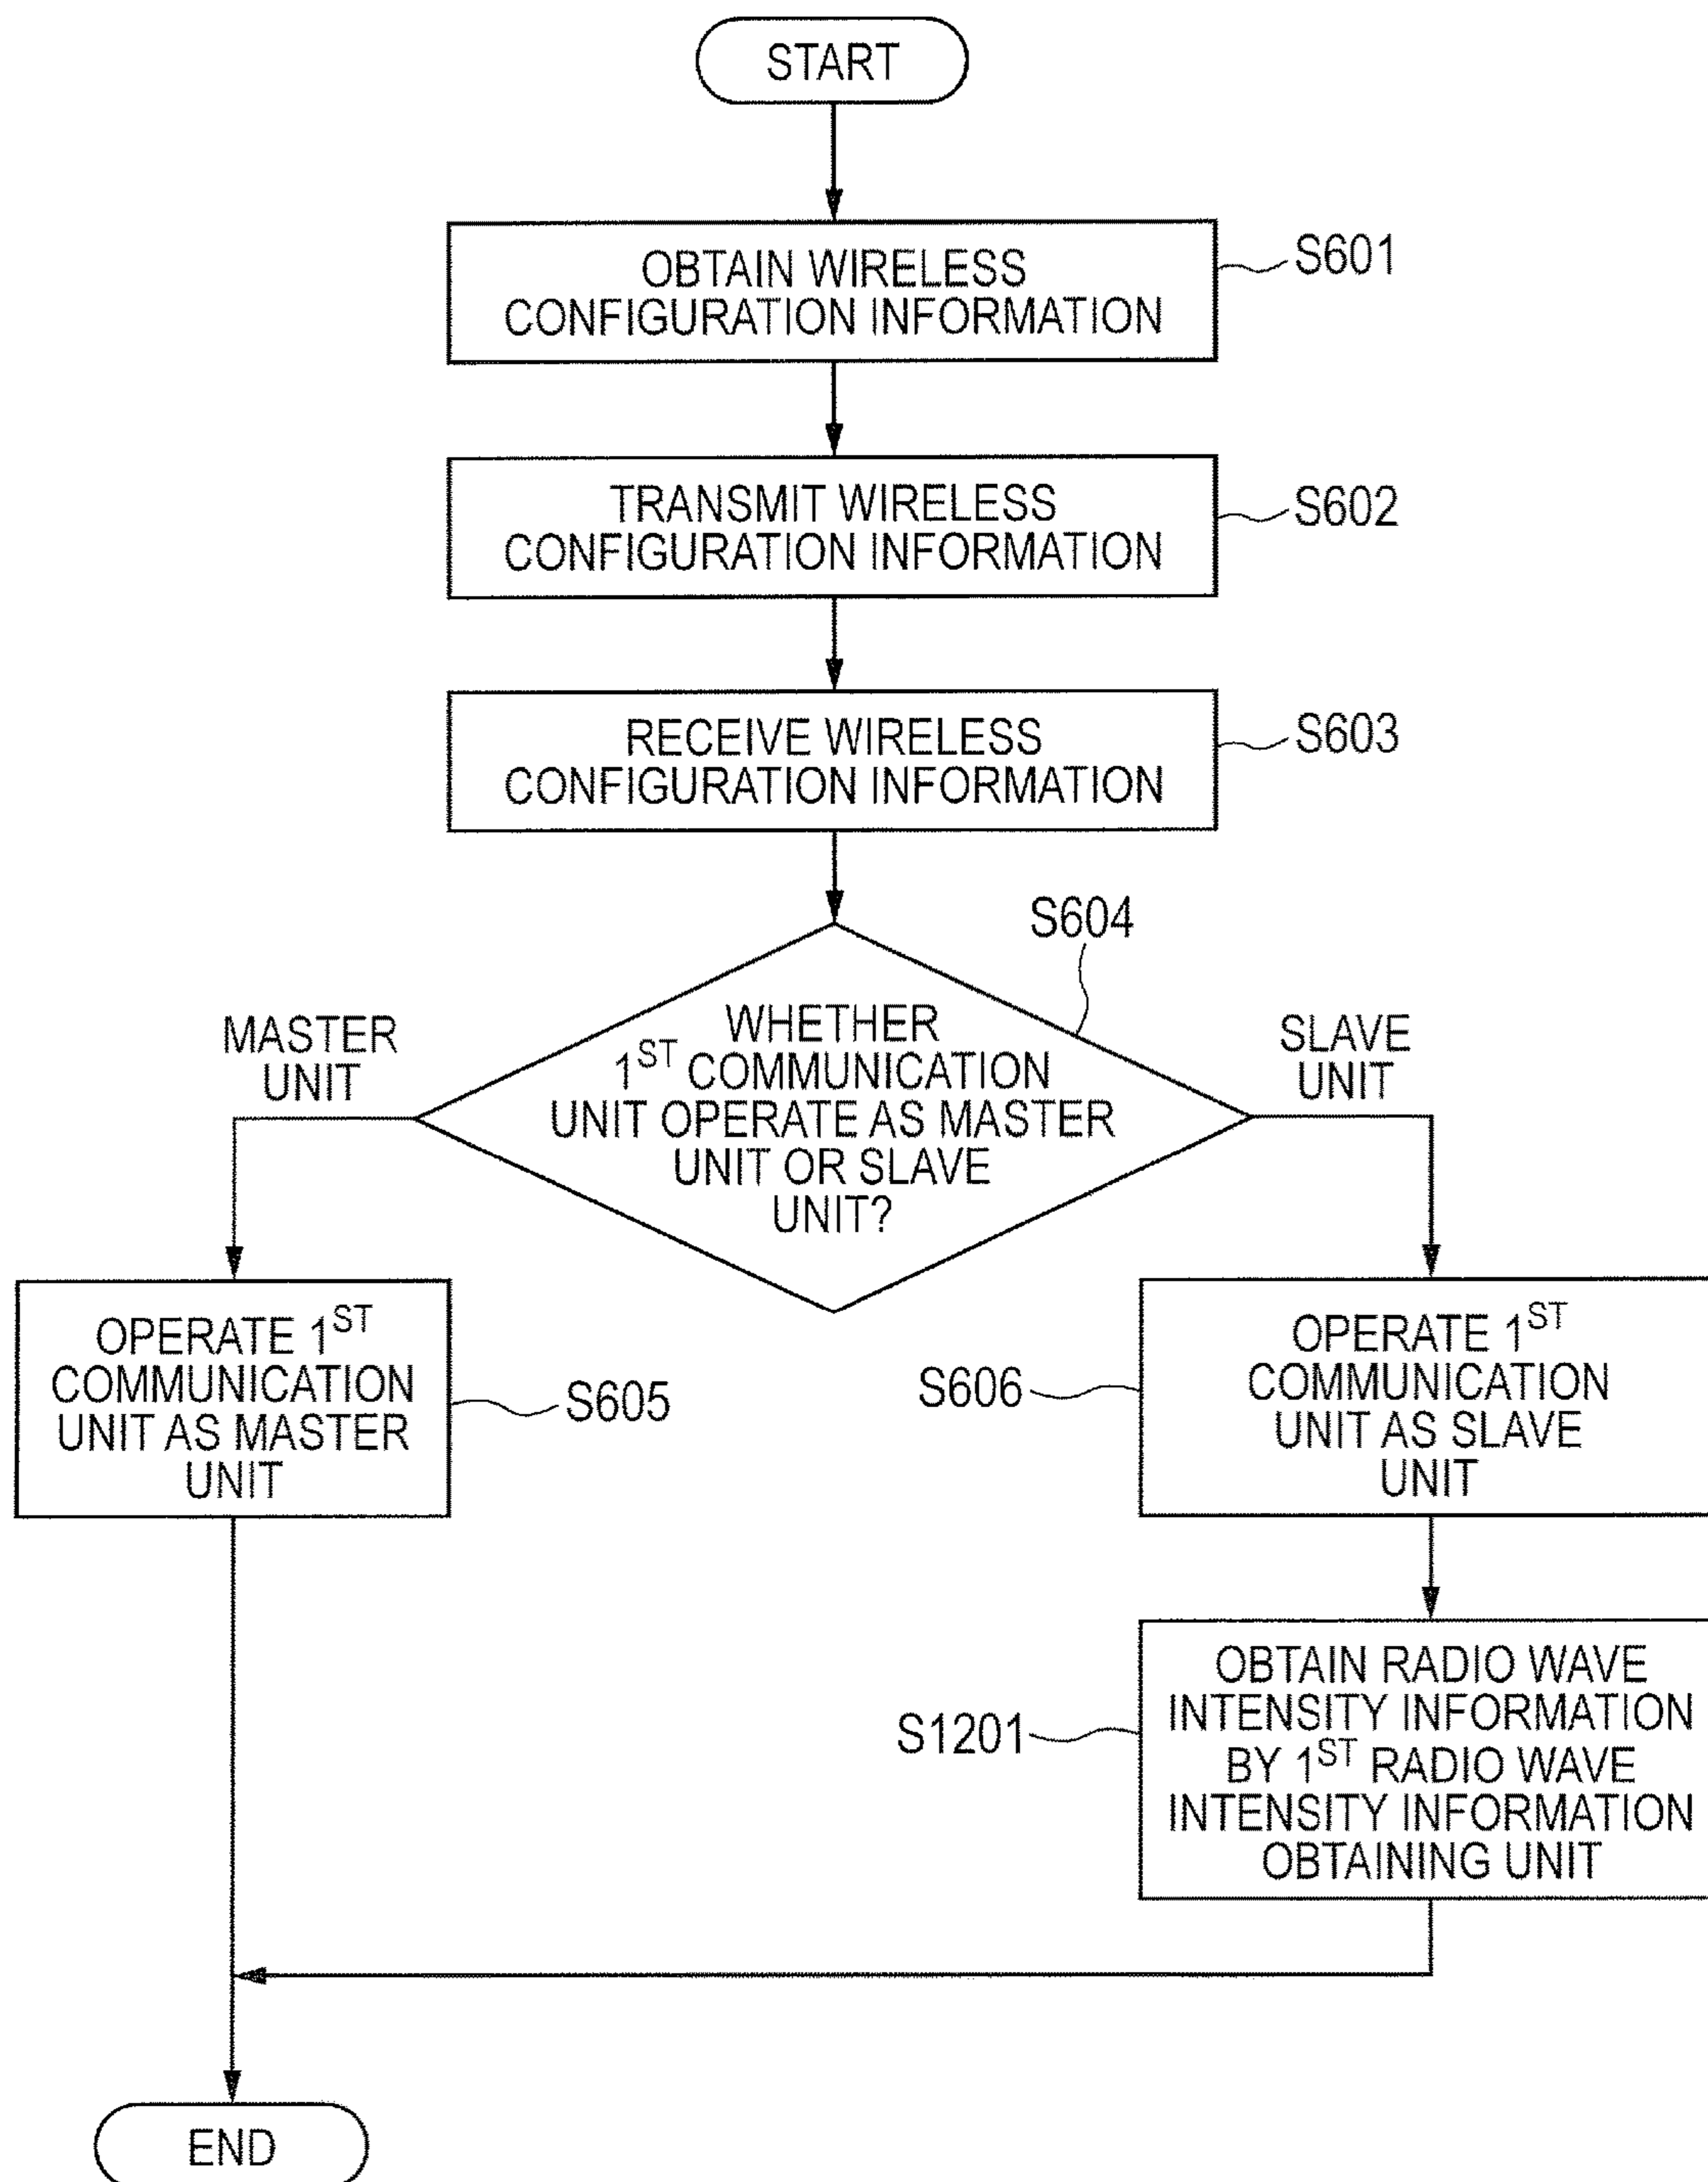 START
OBTAIN WIRELESS
CONFIGURATION INFORMATION
S601
TRANSMIT WIRELESS
CONFIGURATION INFORMATION
S602
RECEIVE WIRELESS
CONFIGURATION INFORMATION
S603
S604
WHETHER
1ST COMMUNICATION
UNIT OPERATE AS MASTER
UNIT OR SLAVE
UNIT?
MASTER
UNIT
SLAVE
UNIT
OPERATE 1ST
COMMUNICATION
UNIT AS MASTER
UNIT
S605
S606
OPERATE 1ST
COMMUNICATION
UNIT AS SLAVE
UNIT
S1201
OBTAIN RADIO WAVE
INTENSITY INFORMATION
BY 1ST RADIO WAVE
INTENSITY INFORMATION
OBTAINING UNIT
END